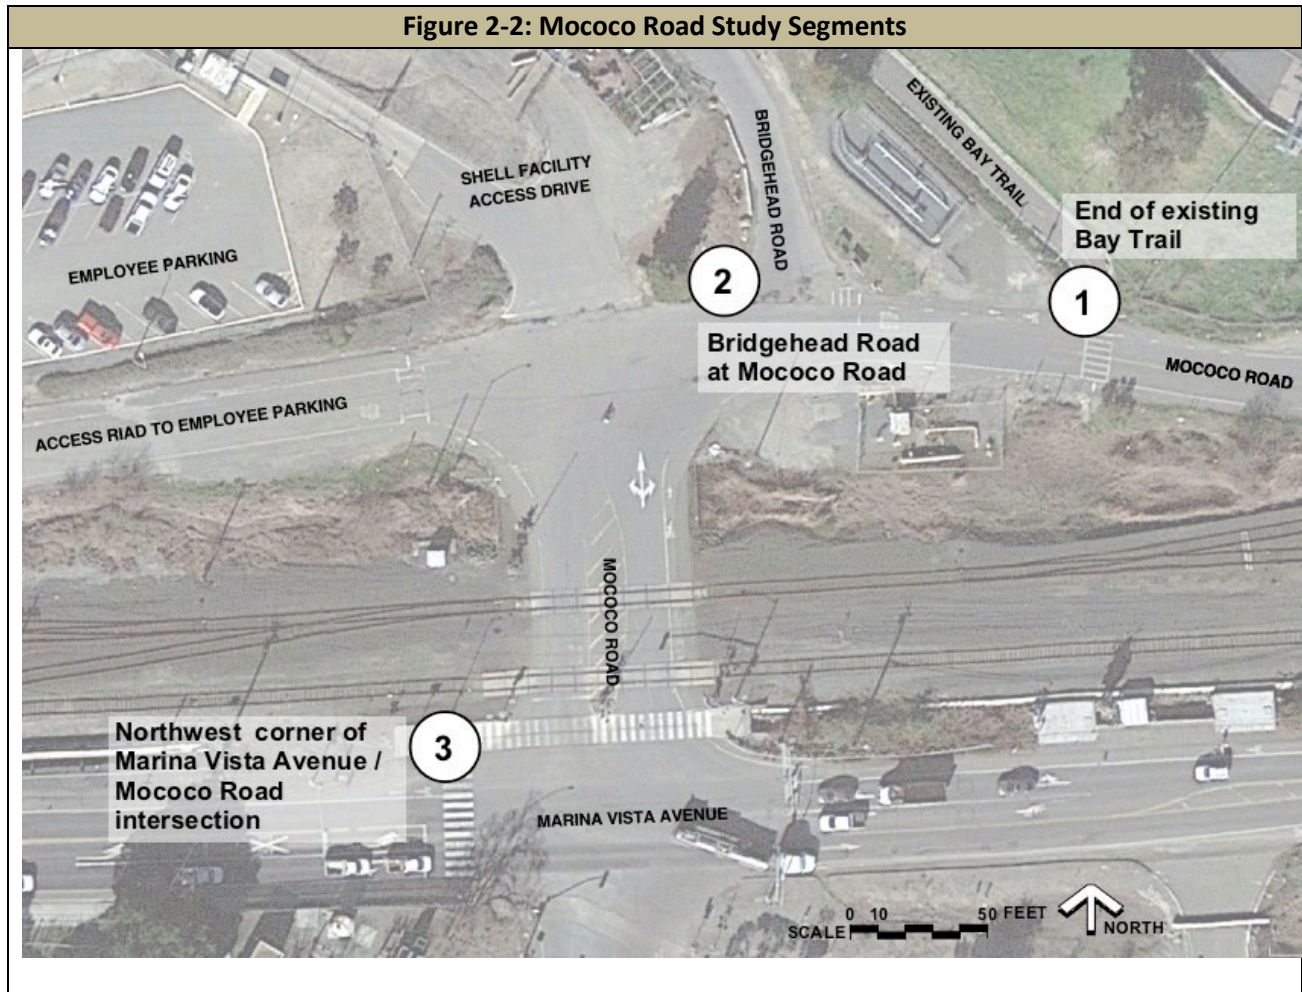 Figure 2-2: Mococo Road Study Segments
BRIDGEHEAD ROAD
EXISTING BAY TRAIL
SHELL FACILITY
ACCESS DRIVE
End of existing
Bay Trail
EMPLOYEE PARKING
2
1
Bridgehead Road
at Mococo Road
MOCOCO ROAD
ACCESS RIAD TO EMPLOYEE PARKING
MOCOCO ROAD
Northwest corner of
Marina Vista Avenue /
Mococo Road
intersection
3
MARINA VISTA AVENUE
0 10 50 FEET
SCALE
NORTH